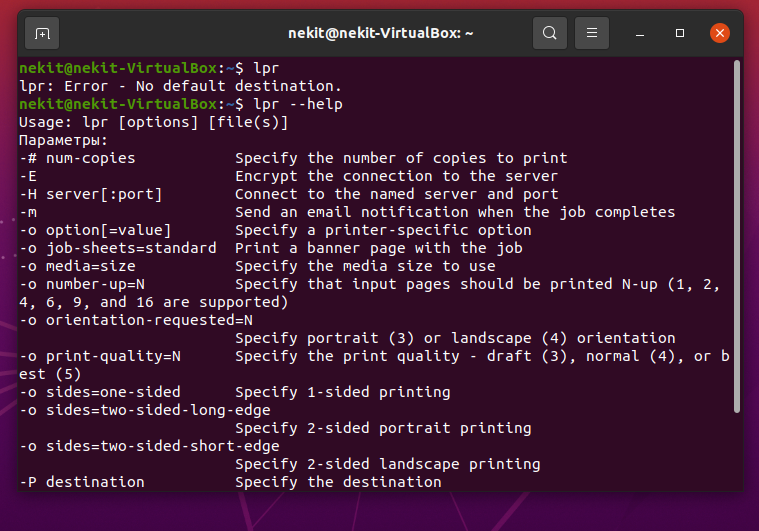 nekit@nekit-VirtualBox: ~
nekit@nekit-VirtualBox:~$ lpr
lpr: Error - No default destination.
nekit@nekit-VirtualBox:~$ lpr --help
Usage: lpr [options] [file(s)]
Параметры:
-# num-copies           Specify the number of copies to print
-E                      Encrypt the connection to the server
-H server[:port]        Connect to the named server and port
-m                      Send an email notification when the job completes
-o option[=value]       Specify a printer-specific option
-o job-sheets=standard  Print a banner page with the job
-o media=size           Specify the media size to use
-o number-up=N          Specify that input pages should be printed N-up (1, 2,
4, 6, 9, and 16 are supported)
-o orientation-requested=N
                        Specify portrait (3) or landscape (4) orientation
-o print-quality=N      Specify the print quality - draft (3), normal (4), or b
est (5)
-o sides=one-sided      Specify 1-sided printing
-o sides=two-sided-long-edge
                        Specify 2-sided portrait printing
-o sides=two-sided-short-edge
                        Specify 2-sided landscape printing
-P destination          Specify the destination